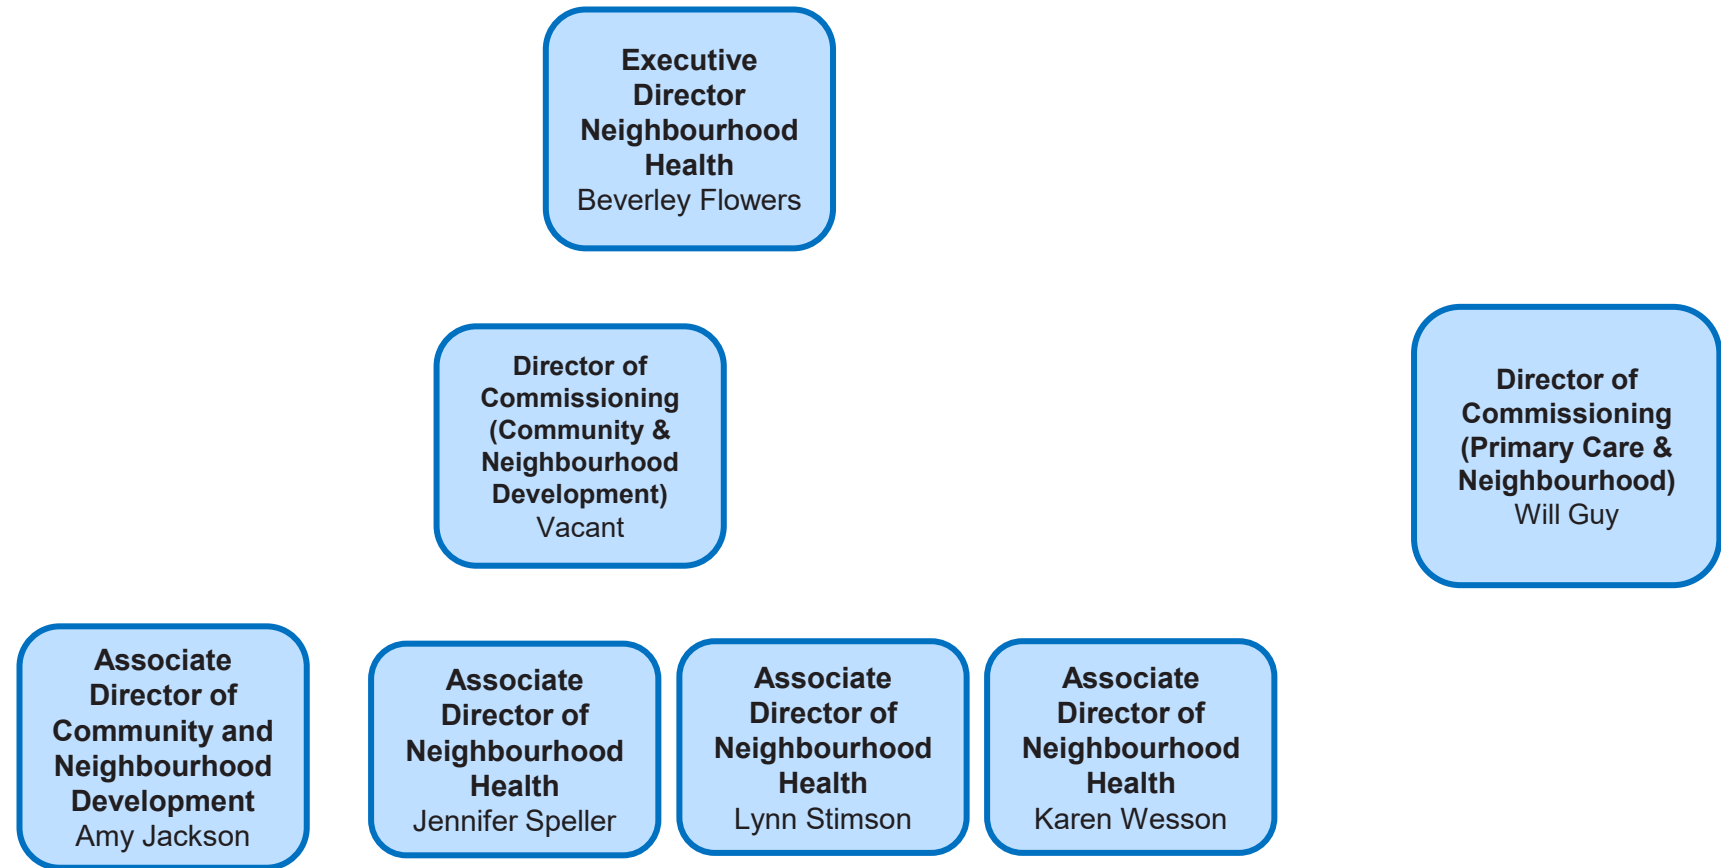 Executive
Director
Neighbourhood
Health
Beverley Flowers
Director of
Commissioning
(Community &
Neighbourhood
Development)
Vacant
Director of
Commissioning
(Primary Care &
Neighbourhood)
Will Guy
Associate
Director of
Community and
Neighbourhood
Development
Amy Jackson
Associate
Director of
Neighbourhood
Health
Jennifer Speller
Associate
Director of
Neighbourhood
Health
Lynn Stimson
Associate
Director of
Neighbourhood
Health
Karen Wesson